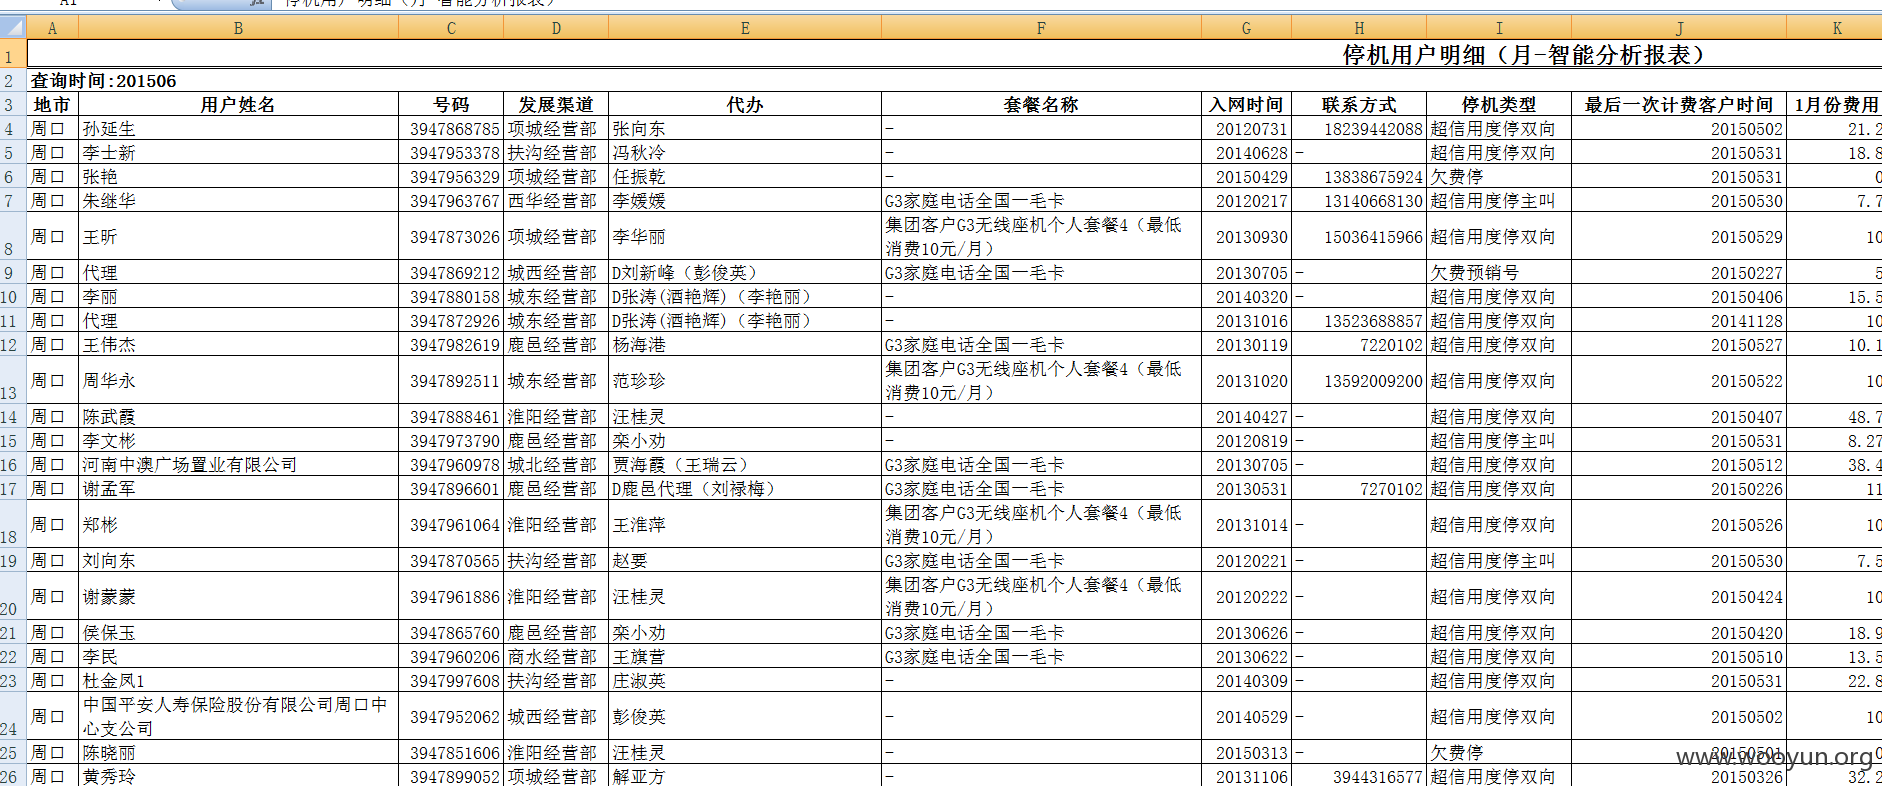 A B C D E F G H I J K
1 停机用户明细（月-智能分析报表）
2 查询时间:201506
3 地市 用户姓名 号码 发展渠道 代办 套餐名称 入网时间 联系方式 停机类型 最后一次计费客户时间 1月份费用
4 周口 孙延生 3947868785 项城经营部 张向东 - 20120731 18239442088 超信用度停双向 20150502 21.2
5 周口 李士新 3947953378 扶沟经营部 冯秋冷 - 20140628 - 超信用度停双向 20150531 18.8
6 周口 张艳 3947956329 项城经营部 任振乾 - 20150429 13838675924 欠费停 20150531 0
7 周口 朱继华 3947963767 西华经营部 李媛媛 G3家庭电话全国一毛卡 20120217 13140668130 超信用度停主叫 20150530 7.7
8 周口 王昕 3947873026 项城经营部 李华丽 集团客户G3无线座机个人套餐4（最低
消费10元/月） 20130930 15036415966 超信用度停双向 20150529 10
9 周口 代理 3947869212 城西经营部 D刘新峰（彭俊英） G3家庭电话全国一毛卡 20130705 - 欠费预销号 20150227 5
10 周口 李丽 3947880158 城东经营部 D张涛(酒艳辉)（李艳丽） - 20140320 - 超信用度停双向 20150406 15.5
11 周口 代理 3947872926 城东经营部 D张涛(酒艳辉)（李艳丽） - 20131016 13523688857 超信用度停双向 20141128 10
12 周口 王伟杰 3947982619 鹿邑经营部 杨海港 G3家庭电话全国一毛卡 20130119 7220102 超信用度停双向 20150527 10.1
13 周口 周华永 3947892511 城东经营部 范珍珍 集团客户G3无线座机个人套餐4（最低
消费10元/月） 20131020 13592009200 超信用度停双向 20150522 10
14 周口 陈武霞 3947888461 淮阳经营部 汪桂灵 - 20140427 - 超信用度停双向 20150407 48.7
15 周口 李文彬 3947973790 鹿邑经营部 栾小劝 - 20120819 - 超信用度停主叫 20150531 8.27
16 周口 河南中澳广场置业有限公司 3947960978 城北经营部 贾海霞（王瑞云） G3家庭电话全国一毛卡 20130705 - 超信用度停双向 20150512 38.4
17 周口 谢孟军 3947896601 鹿邑经营部 D鹿邑代理（刘禄梅） G3家庭电话全国一毛卡 20130531 7270102 超信用度停双向 20150226 11
18 周口 郑彬 3947961064 淮阳经营部 王淮萍 集团客户G3无线座机个人套餐4（最低
消费10元/月） 20131014 - 超信用度停双向 20150526 10
19 周口 刘向东 3947870565 扶沟经营部 赵要 G3家庭电话全国一毛卡 20120221 - 超信用度停主叫 20150530 7.5
20 周口 谢蒙蒙 3947961886 淮阳经营部 汪桂灵 集团客户G3无线座机个人套餐4（最低
消费10元/月） 20120222 - 超信用度停双向 20150424 10
21 周口 侯保玉 3947865760 鹿邑经营部 栾小劝 G3家庭电话全国一毛卡 20130626 - 超信用度停双向 20150420 18.9
22 周口 李民 3947960206 商水经营部 王旗营 G3家庭电话全国一毛卡 20130622 - 超信用度停双向 20150510 13.5
23 周口 杜金凤1 3947997608 扶沟经营部 庄淑英 - 20140309 - 超信用度停双向 20150531 22.8
24 周口 中国平安人寿保险股份有限公司周口中
心支公司 3947952062 城西经营部 彭俊英 - 20140529 - 超信用度停双向 20150502 10
25 周口 陈晓丽 3947851606 淮阳经营部 汪桂灵 - 20150313 - 欠费停 20150501 0
www.wooyun.org
26 周口 黄秀玲 3947899052 项城经营部 解亚方 - 20131106 3944316577 超信用度停双向 20150326 32.2